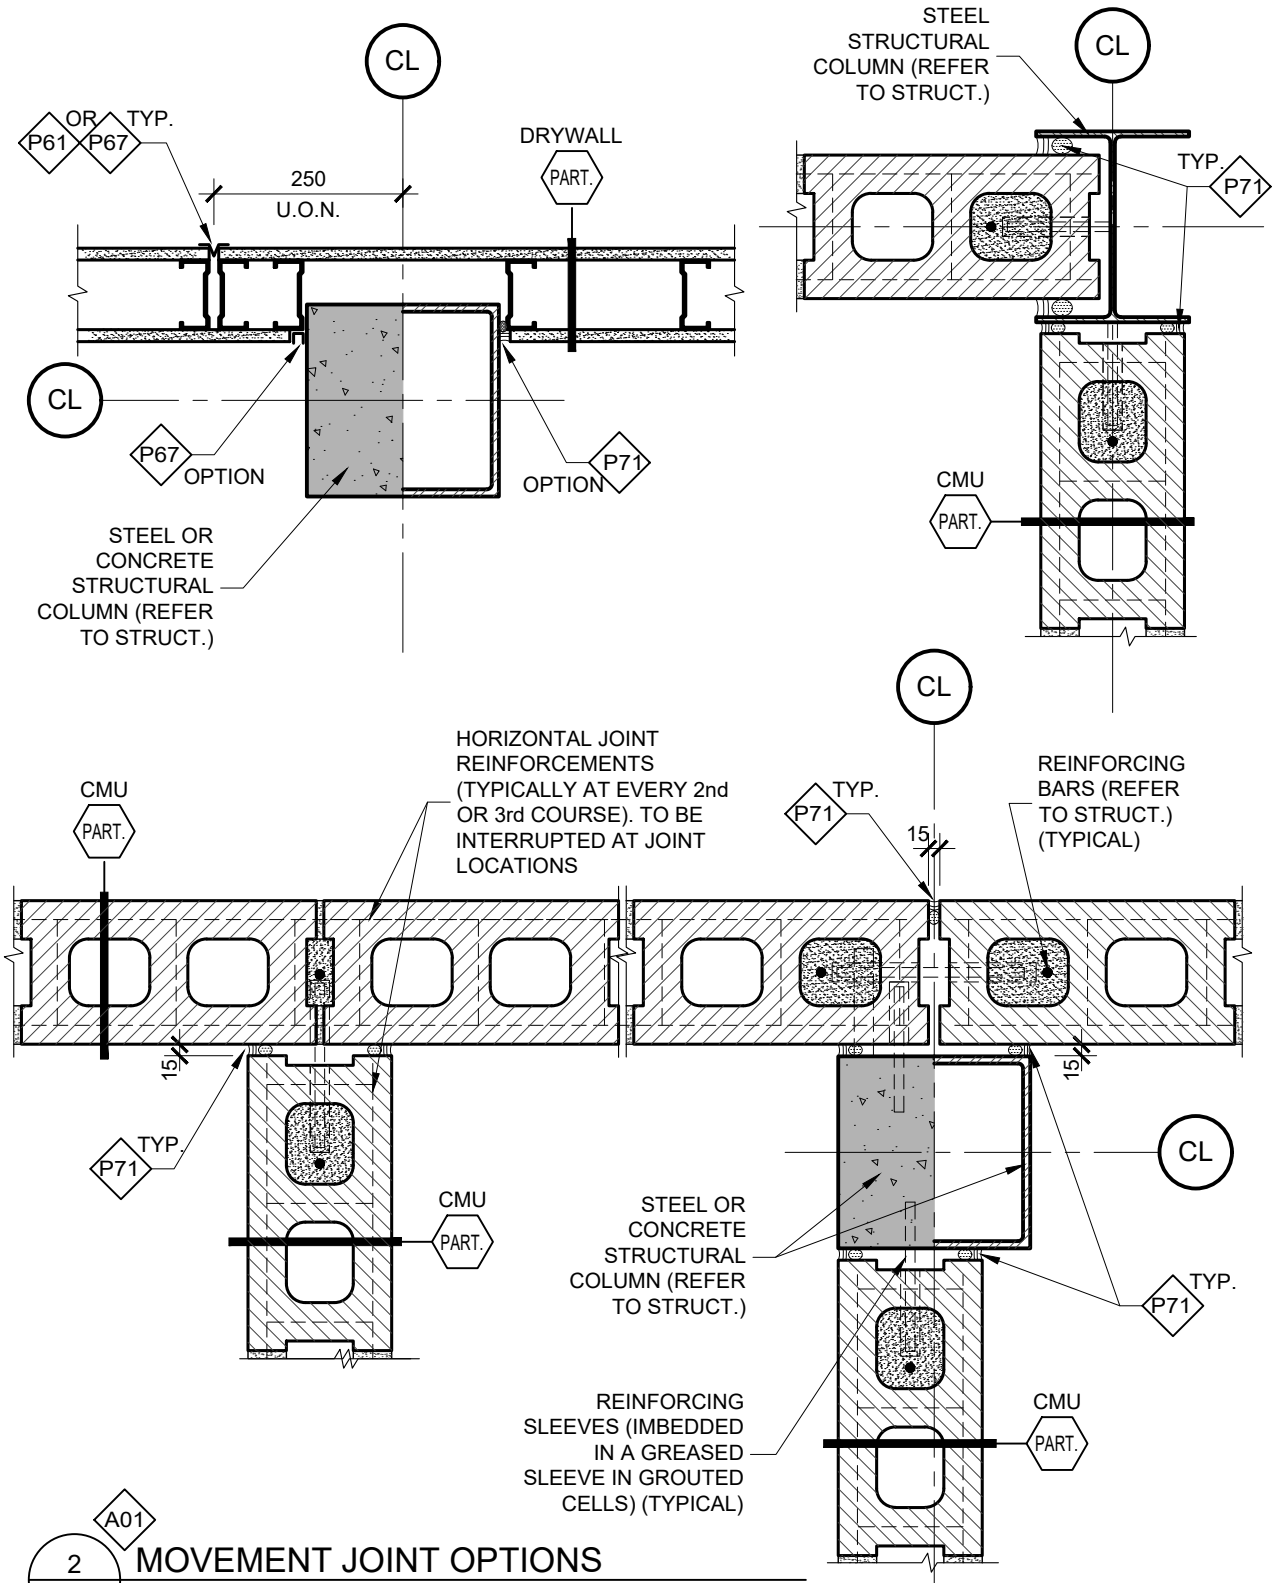 CL
OR TYP.
P61 P67
250
U.O.N.
DRYWALL
PART.
CL
P67
OPTION
P71
OPTION
STEEL OR
CONCRETE
STRUCTURAL
COLUMN (REFER
TO STRUCT.)
STEEL
STRUCTURAL
COLUMN (REFER
TO STRUCT.)
CL
TYP.
P71
CMU
PART.
CMU
PART.
HORIZONTAL JOINT
REINFORCEMENTS
(TYPICALLY AT EVERY 2nd
OR 3rd COURSE). TO BE
INTERRUPTED AT JOINT
LOCATIONS
15
TYP.
P71
CMU
PART.
CL
TYP.
P71
15
REINFORCING
BARS (REFER
TO STRUCT.)
(TYPICAL)
15
CL
STEEL OR
CONCRETE
STRUCTURAL
COLUMN (REFER
TO STRUCT.)
TYP.
P71
REINFORCING
SLEEVES (IMBEDDED
IN A GREASED
SLEEVE IN GROUTED
CELLS) (TYPICAL)
CMU
PART.
A01
2 MOVEMENT JOINT OPTIONS